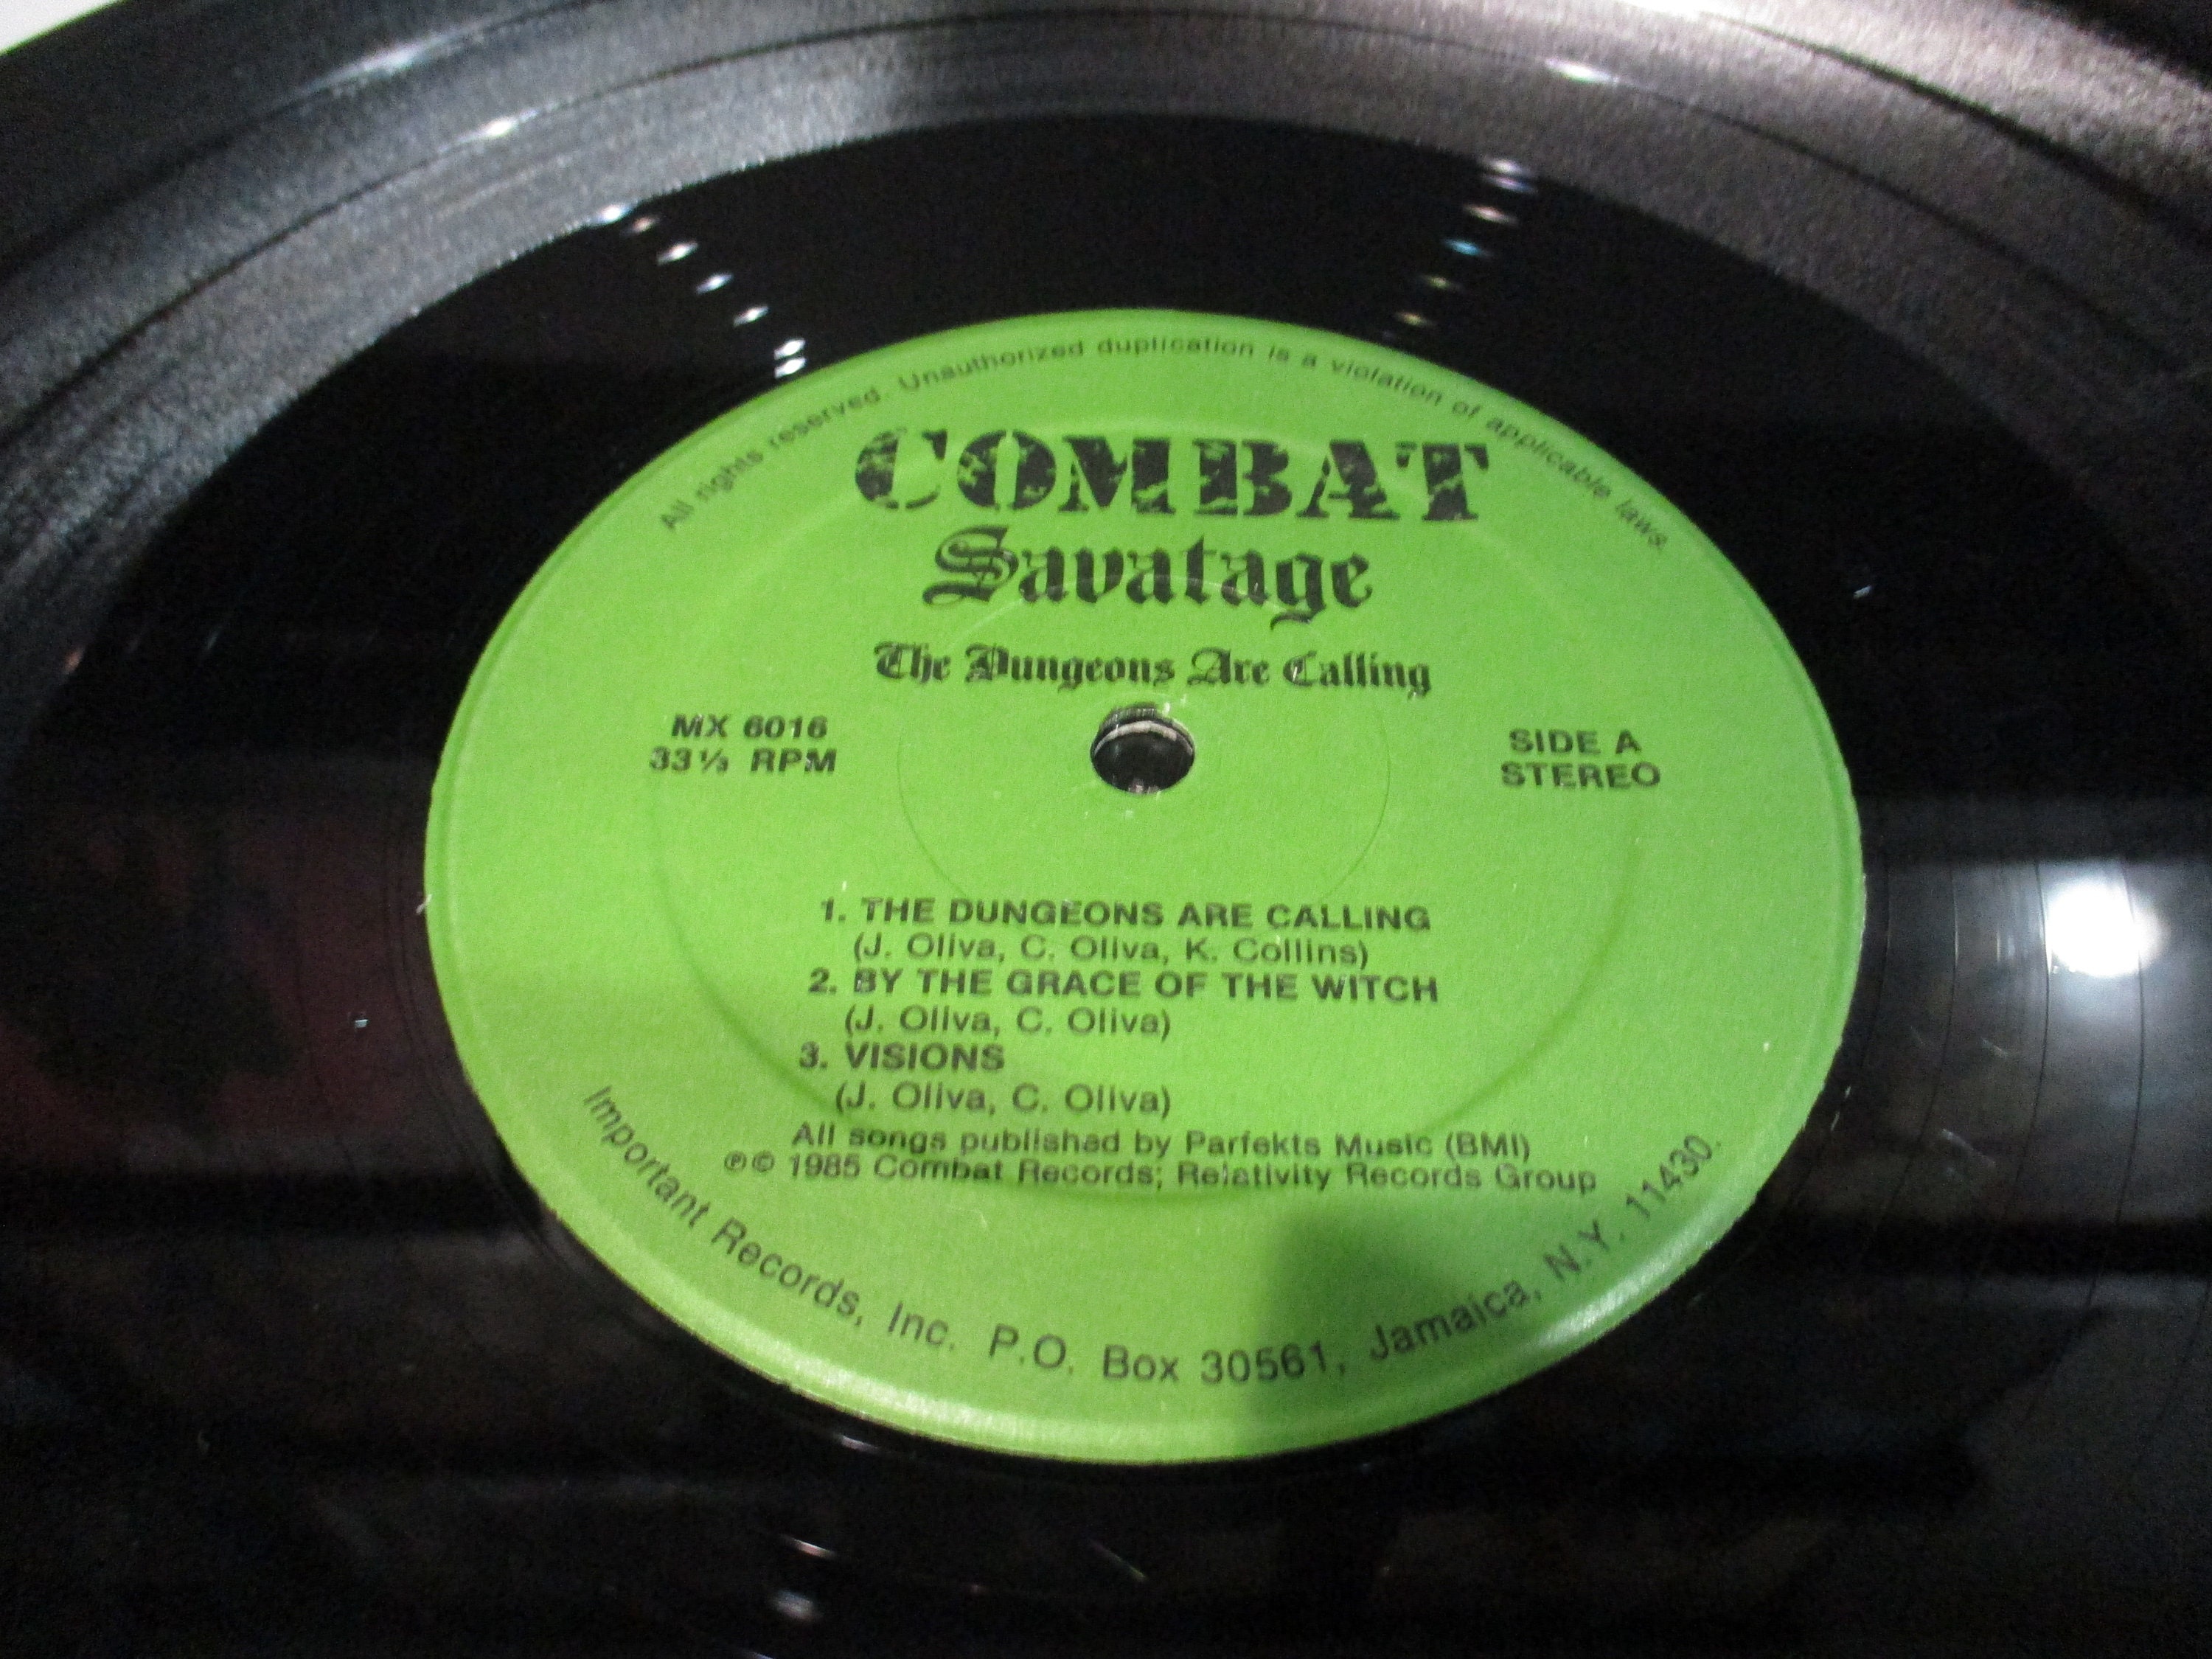 All rights reserved. Unauthorized duplication is a violation of applicable laws.
COMBAT
Savatage
The Dungeons Are Calling
MX 6016
33⅓ RPM
SIDE A
STEREO
1. THE DUNGEONS ARE CALLING
(J. Oliva, C. Oliva, K. Collins)
2. BY THE GRACE OF THE WITCH
(J. Oliva, C. Oliva)
3. VISIONS
(J. Oliva, C. Oliva)
All songs published by Parfekts Music (BMI)
℗© 1985 Combat Records; Relativity Records Group
Important Records, Inc. P.O. Box 30561, Jamaica, N.Y. 11430.